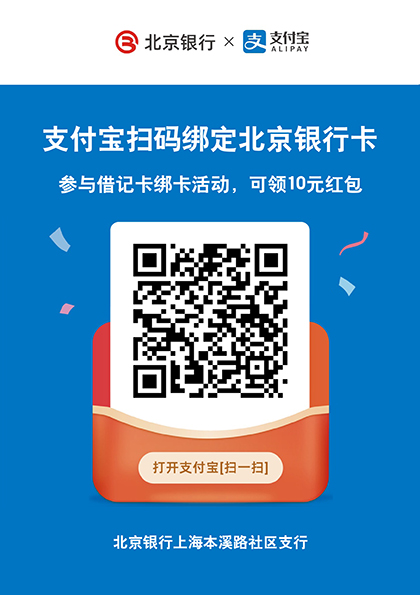 北京银行 × 支付宝
ALIPAY
支付宝扫码绑定北京银行卡
参与借记卡绑卡活动，可领10元红包
打开支付宝[扫一扫]
北京银行上海本溪路社区支行